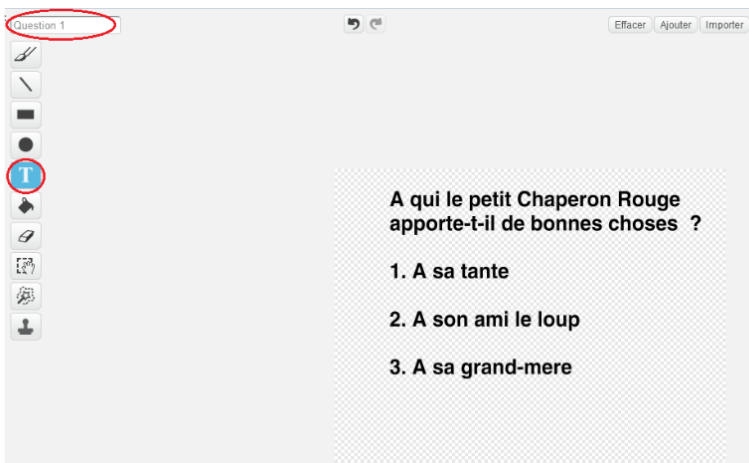 Question 1
Effacer Ajouter Importer
T
A qui le petit Chaperon Rouge
apporte-t-il de bonnes choses ?
1. A sa tante
2. A son ami le loup
3. A sa grand-mere